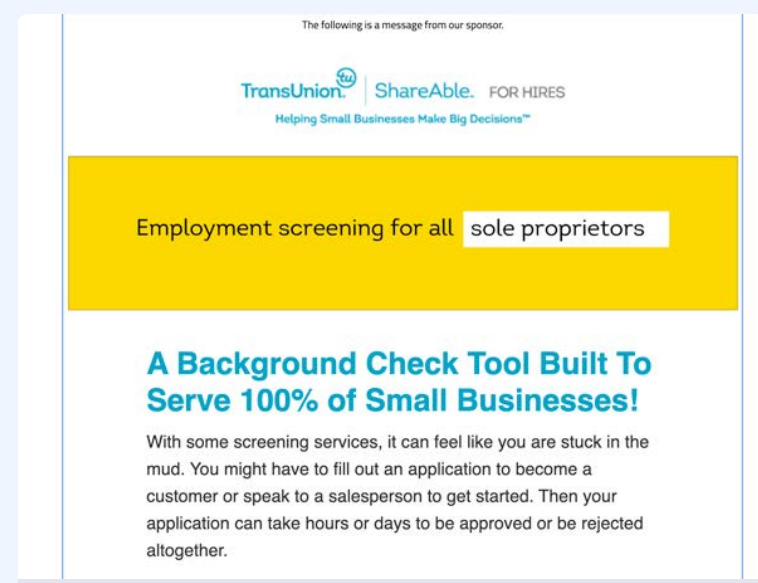 The following is a message from our sponsor.
TransUnion. tu ShareAble. FOR HIRES
Helping Small Businesses Make Big Decisions™
Employment screening for all sole proprietors
A Background Check Tool Built To
Serve 100% of Small Businesses!
With some screening services, it can feel like you are stuck in the
mud. You might have to fill out an application to become a
customer or speak to a salesperson to get started. Then your
application can take hours or days to be approved or be rejected
altogether.